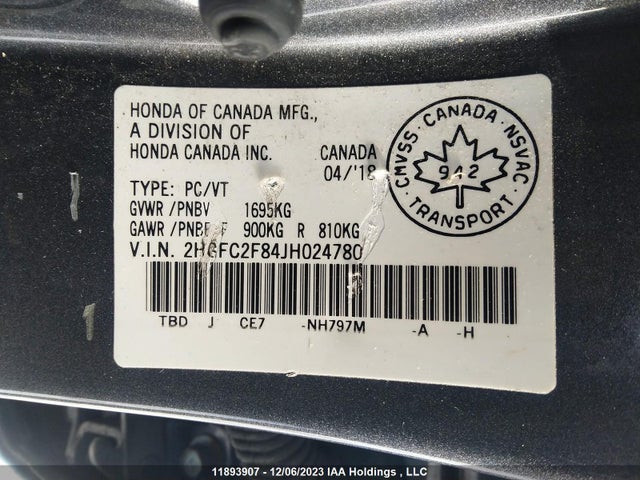 HONDA OF CANADA MFG.,
A DIVISION OF
HONDA CANADA INC. CANADA
04/'18
TYPE: PC/VT
GVWR /PNBV 1695KG
GAWR /PNBE F 900KG R 810KG
V.I.N. 2HGFC2F84JH024780
TBD J CE7 -NH797M -A -H
CMVSS · CANADA · NSVAC
942
· TRANSPORT ·
11893907 - 12/06/2023 IAA Holdings , LLC